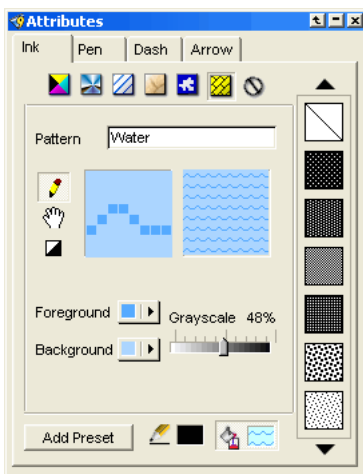 Attributes
Ink Pen Dash Arrow
Pattern Water
Foreground Grayscale 48%
Background
Add Preset